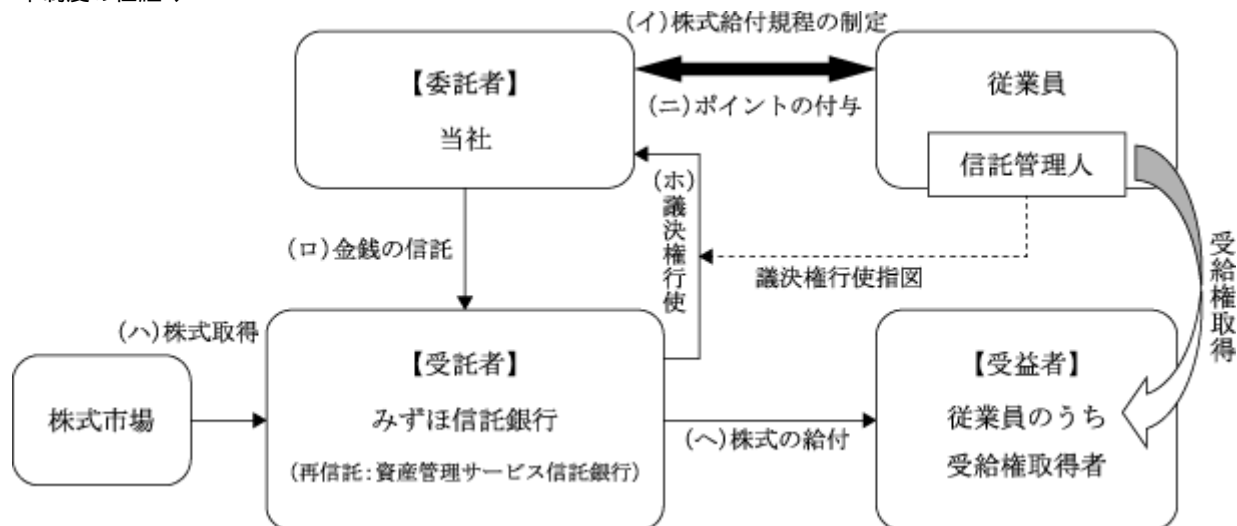 (イ)株式給付規程の制定
【委託者】
当社
従業員
(ニ)ポイントの付与
信託管理人
(ホ)議決権行使
(ロ)金銭の信託
議決権行使指図
受給権取得
(ハ)株式取得
【受託者】
みずほ信託銀行
(再信託:資産管理サービス信託銀行)
株式市場
(ヘ)株式の給付
【受益者】
従業員のうち
受給権取得者